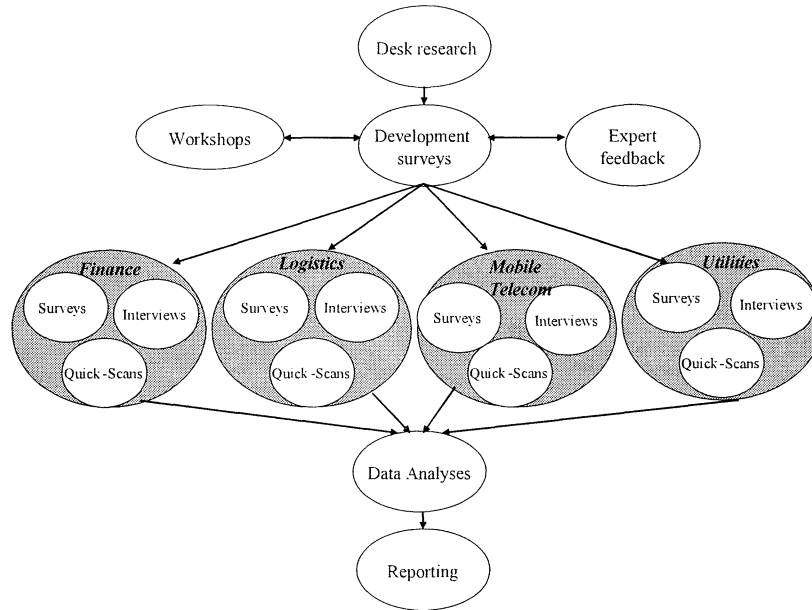 Desk research
Workshops
Development
surveys
Expert
feedback
Finance
Surveys
Interviews
Quick-Scans
Logistics
Surveys
Interviews
Quick-Scans
Mobile
Telecom
Surveys
Interviews
Quick-Scans
Utilities
Surveys
Interviews
Quick-Scans
Data Analyses
Reporting